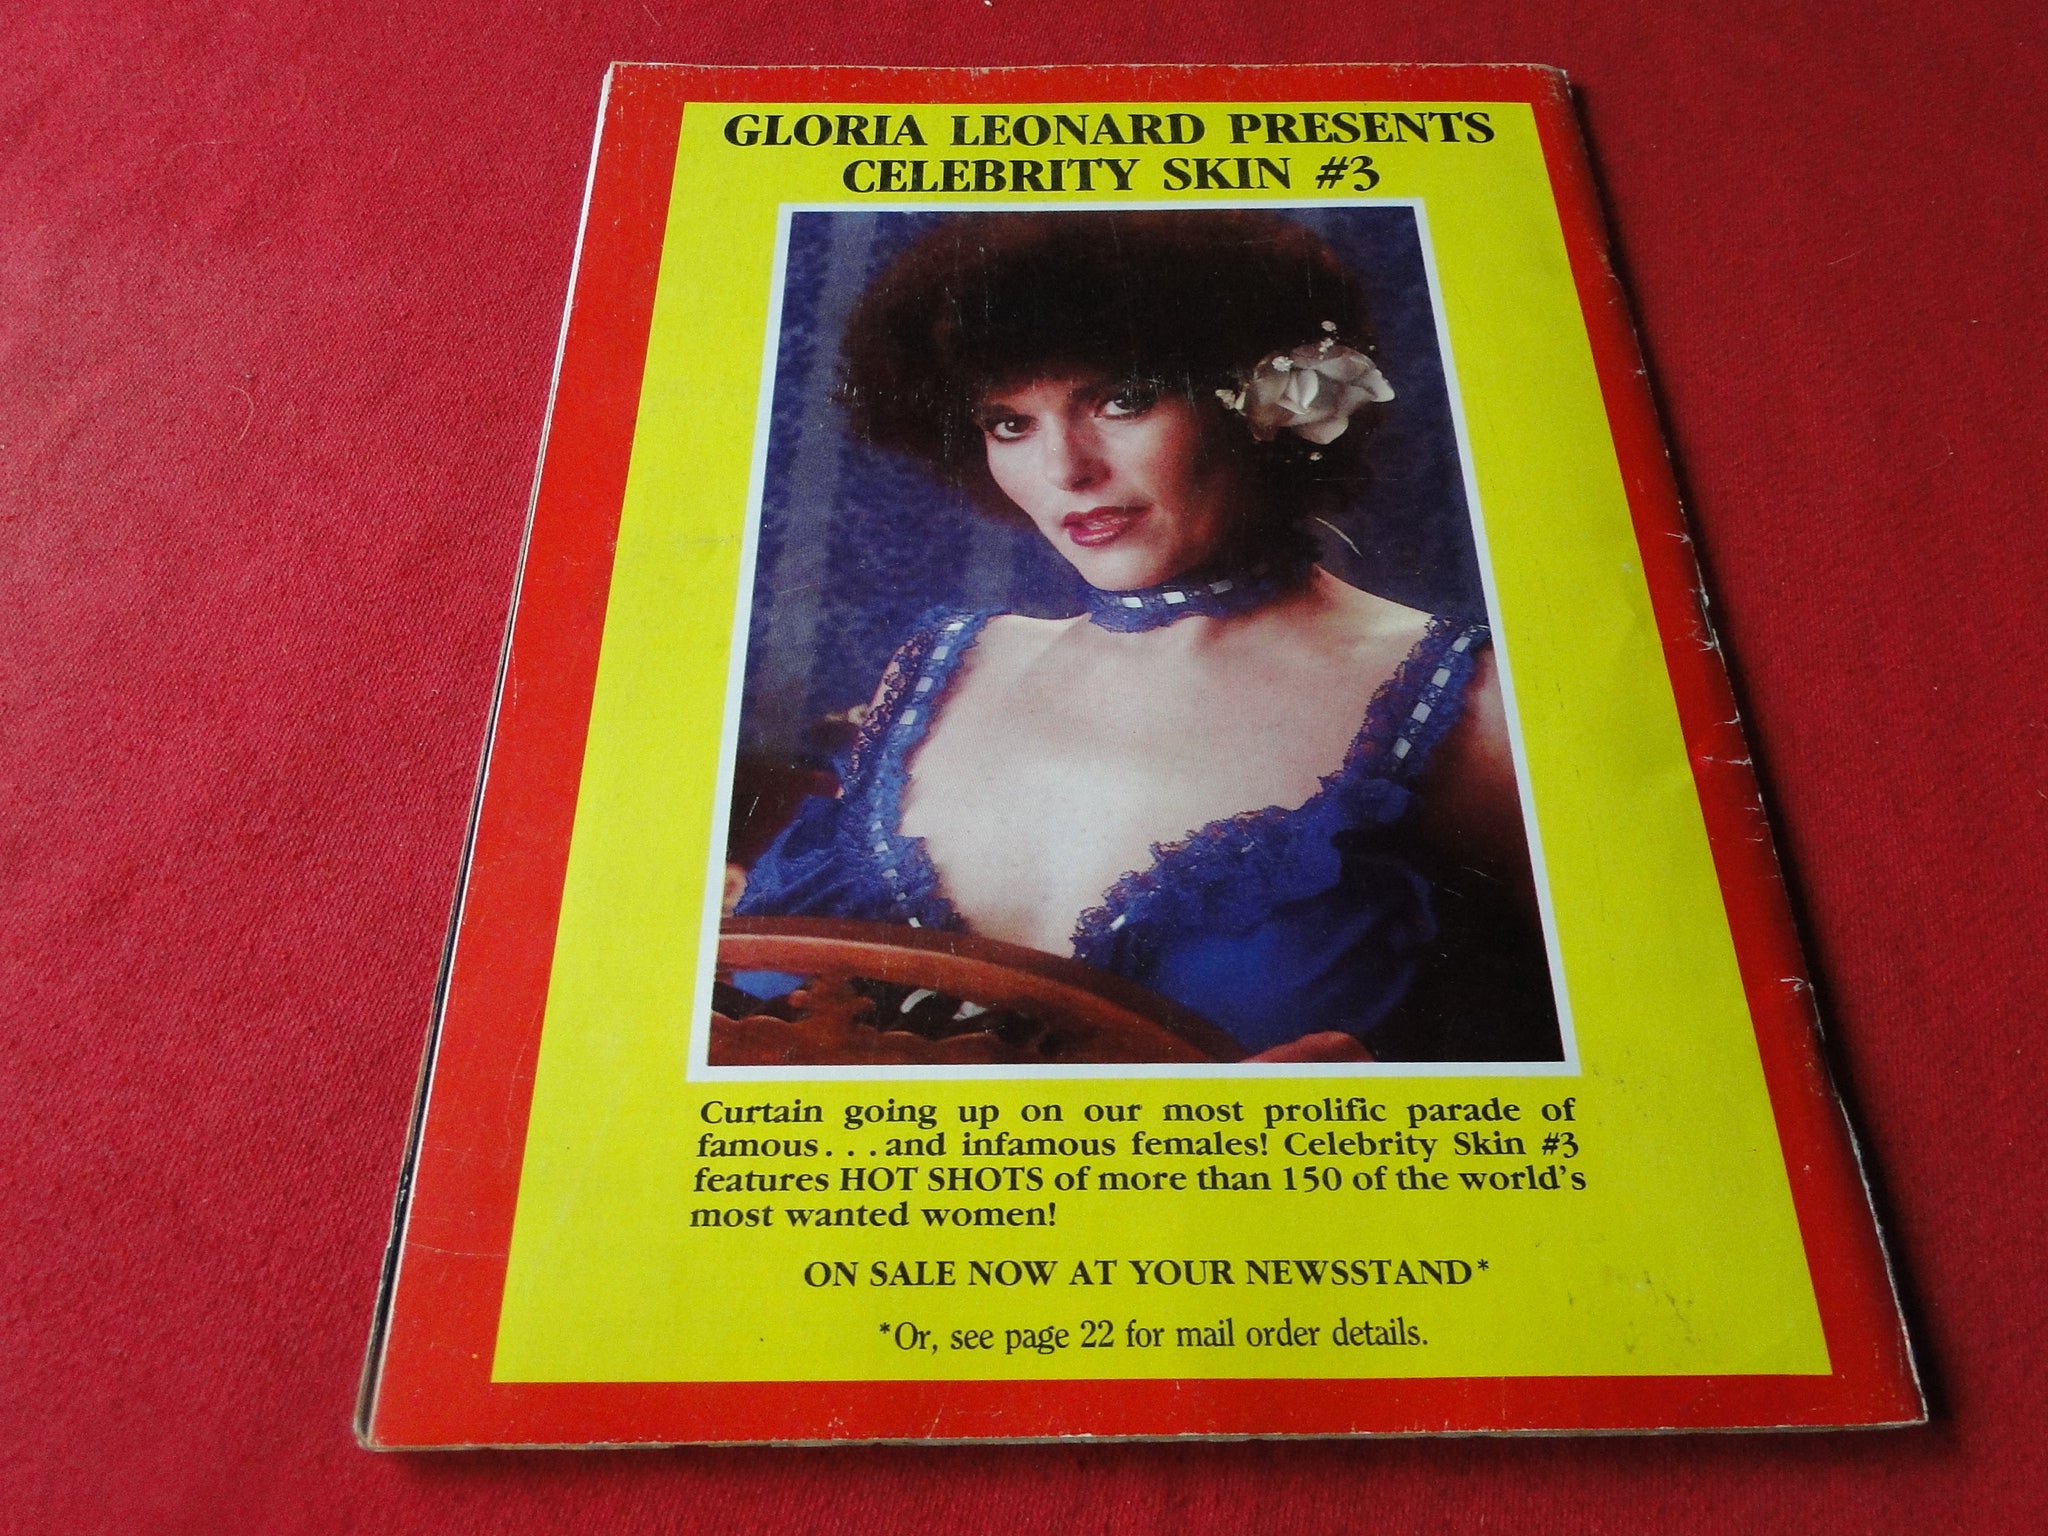 GLORIA LEONARD PRESENTS
CELEBRITY SKIN #3
Curtain going up on our most prolific parade of
famous...and infamous females! Celebrity Skin #3
features HOT SHOTS of more than 150 of the world's
most wanted women!
ON SALE NOW AT YOUR NEWSSTAND*
*Or, see page 22 for mail order details.